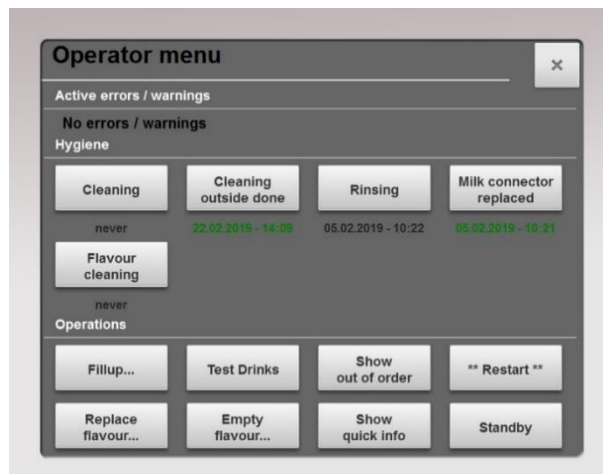 Operator menu
×
Active errors / warnings
No errors / warnings
Hygiene
Cleaning
Cleaning
outside done
Rinsing
Milk connector
replaced
never
22.02.2019 - 14:09
05.02.2019 - 10:22
05.02.2019 - 10:21
Flavour
cleaning
never
Operations
Fillup...
Test Drinks
Show
out of order
** Restart **
Replace
flavour...
Empty
flavour...
Show
quick info
Standby